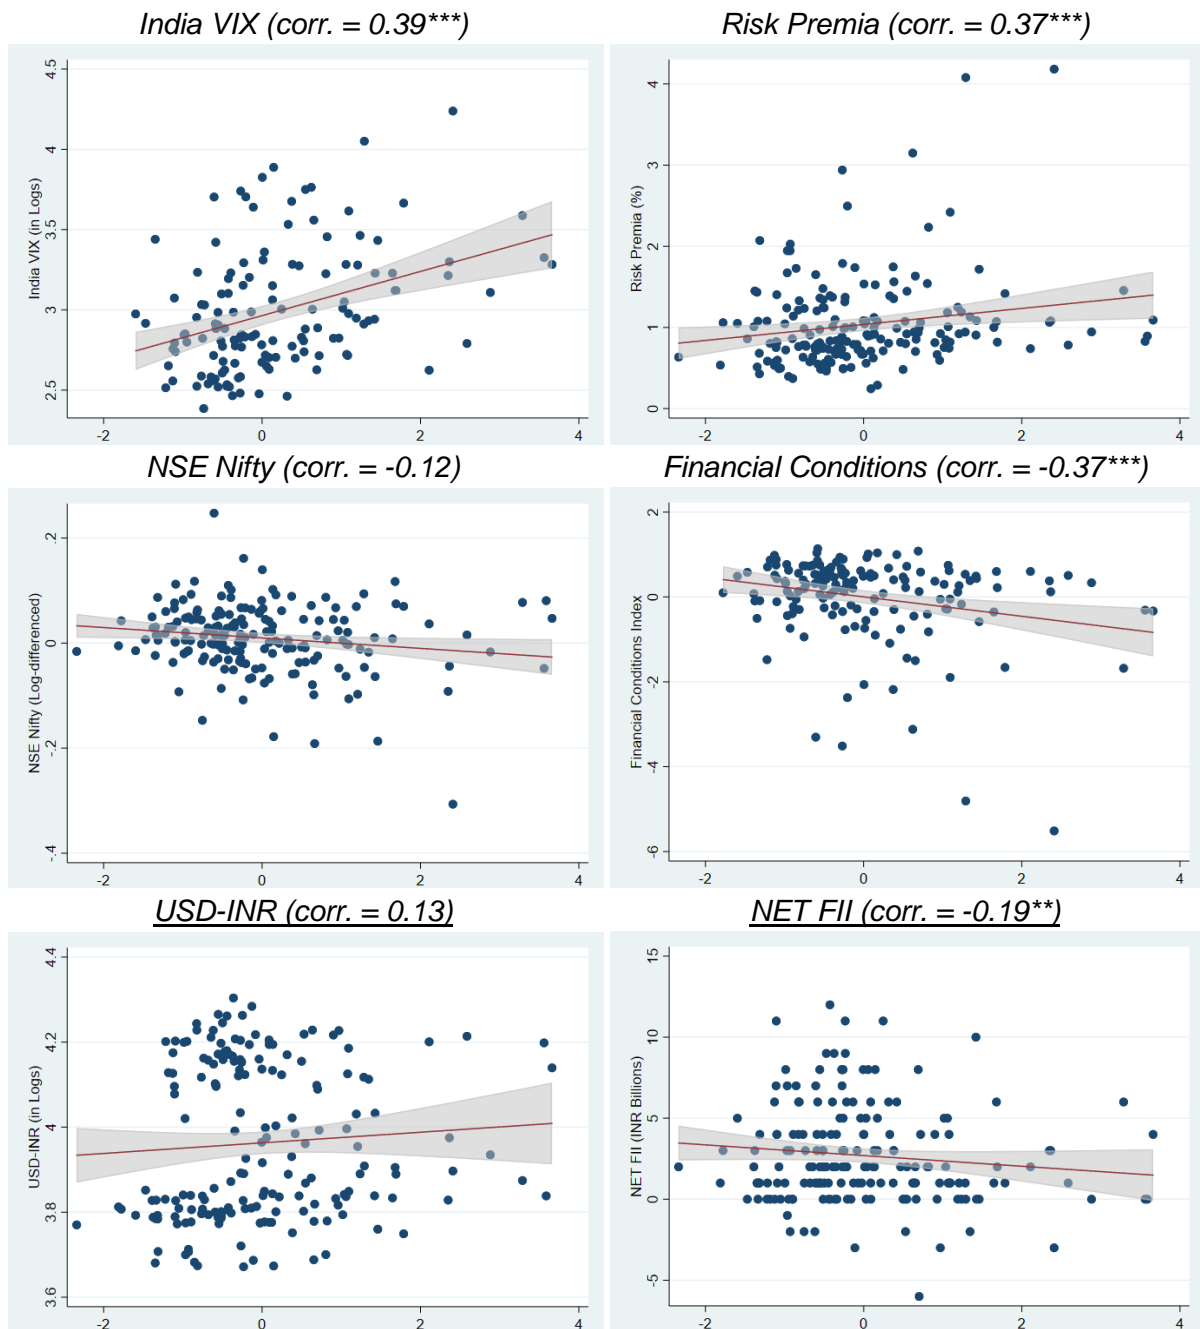 India VIX (corr. = 0.39***)
India VIX (in Logs)
4.5
4
3.5
3
2.5
-2 0 2 4
Risk Premia (corr. = 0.37***)
Risk Premia (%)
4
3
2
1
0
-2 0 2 4
NSE Nifty (corr. = -0.12)
NSE Nifty (Log-differenced)
.2
0
-.2
-.4
-2 0 2 4
Financial Conditions (corr. = -0.37***)
Financial Conditions Index
2
0
-2
-4
-6
-2 0 2 4
USD-INR (corr. = 0.13)
USD-INR (in Logs)
4.4
4.2
4
3.8
3.6
-2 0 2 4
NET FII (corr. = -0.19**)
NET FII (INR Billions)
15
10
5
0
-5
-2 0 2 4